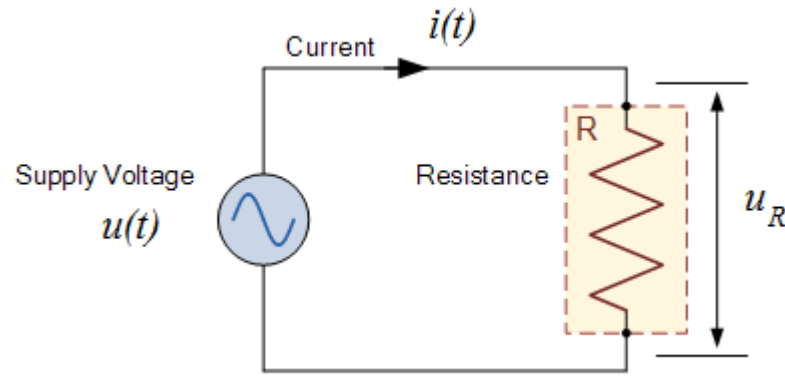 i(t)
Current
R
Supply Voltage
Resistance
u(t)
u_R